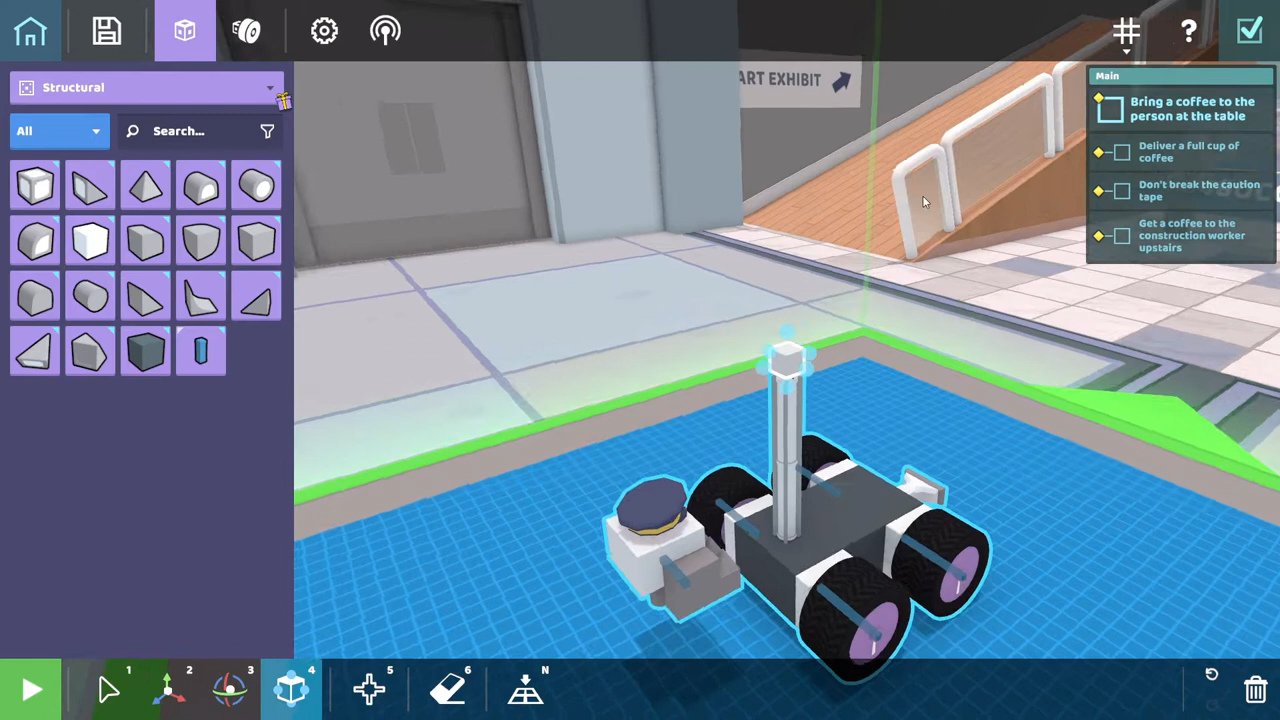 Structural
All
Search...
ART EXHIBIT
Main
Bring a coffee to the
person at the table
Deliver a full cup of
coffee
Don't break the caution
tape
Get a coffee to the
construction worker
upstairs
?
1
2
3
4
5
6
N